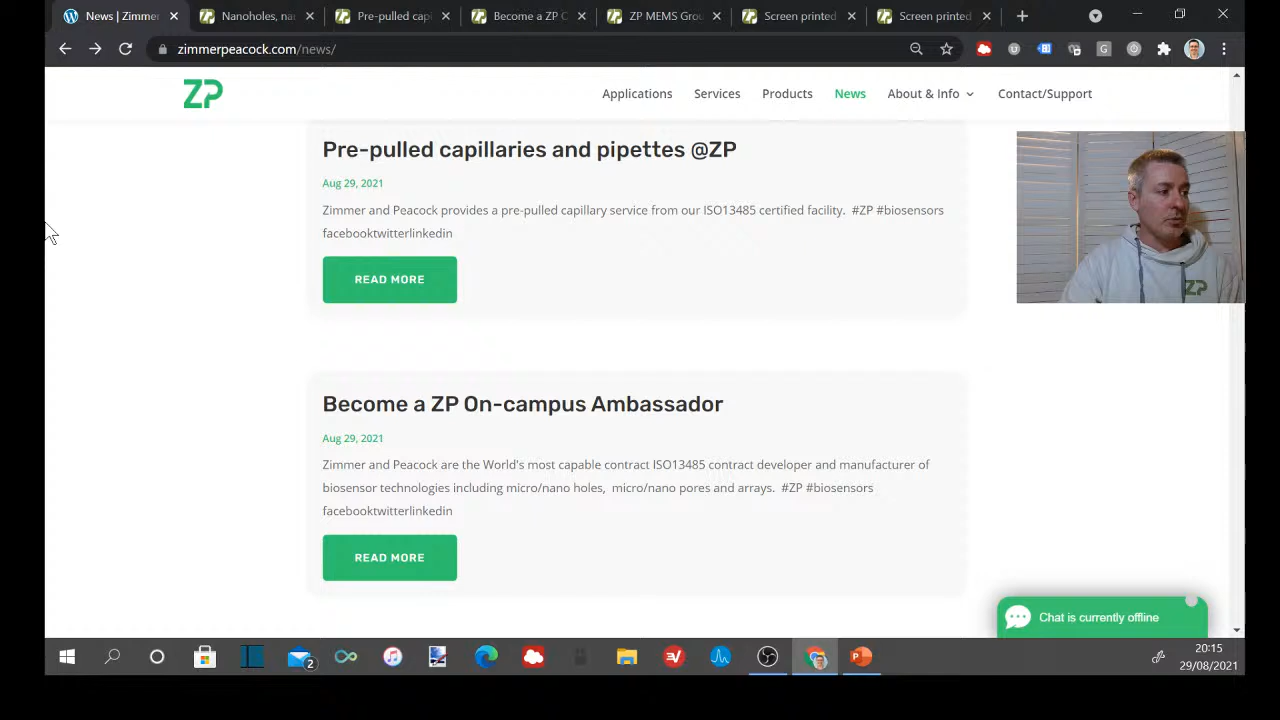 News | Zimmer
Nanoholes, na
Pre-pulled capi
Become a ZP C
ZP MEMS Grou
Screen printed
Screen printed
zimmerpeacock.com/news/
ZP
Applications
Services
Products
News
About & Info
Contact/Support
Pre-pulled capillaries and pipettes @ZP
Aug 29, 2021
Zimmer and Peacock provides a pre-pulled capillary service from our ISO13485 certified facility. #ZP #biosensors
facebooktwitterlinkedin
READ MORE
ZP
Become a ZP On-campus Ambassador
Aug 29, 2021
Zimmer and Peacock are the World's most capable contract ISO13485 contract developer and manufacturer of
biosensor technologies including micro/nano holes, micro/nano pores and arrays. #ZP #biosensors
facebooktwitterlinkedin
READ MORE
Chat is currently offline
2
20:15
29/08/2021